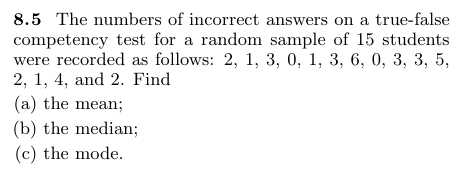 8.5 The numbers of incorrect answers on a true-false
competency test for a random sample of 15 students
were recorded as follows: 2, 1, 3, 0, 1, 3, 6, 0, 3, 3, 5,
2, 1, 4, and 2. Find
(a) the mean;
(b) the median;
(c) the mode.